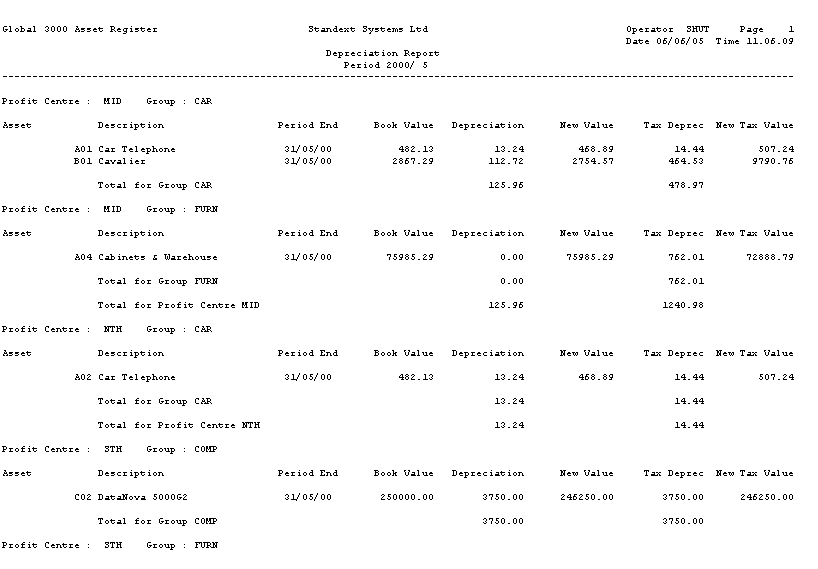 Global 3000 Asset Register Standext Systems Ltd Operator SHUT Page 1
Date 06/06/05 Time 11.06.09
Depreciation Report
Period 2000/ 5
Profit Centre : MID Group : CAR
Asset Description Period End Book Value Depreciation New Value Tax Deprec New Tax Value
A01 Car Telephone 31/05/00 482.13 13.24 468.89 14.44 507.24
B01 Cavalier 31/05/00 2867.29 112.72 2754.57 464.53 9790.76
Total for Group CAR 125.96 478.97
Profit Centre : MID Group : FURN
Asset Description Period End Book Value Depreciation New Value Tax Deprec New Tax Value
A04 Cabinets & Warehouse 31/05/00 75985.29 0.00 75985.29 762.01 72888.79
Total for Group FURN 0.00 762.01
Total for Profit Centre MID 125.96 1240.98
Profit Centre : NTH Group : CAR
Asset Description Period End Book Value Depreciation New Value Tax Deprec New Tax Value
A02 Car Telephone 31/05/00 482.13 13.24 468.89 14.44 507.24
Total for Group CAR 13.24 14.44
Total for Profit Centre NTH 13.24 14.44
Profit Centre : STH Group : COMP
Asset Description Period End Book Value Depreciation New Value Tax Deprec New Tax Value
C02 DataNova 5000G2 31/05/00 250000.00 3750.00 246250.00 3750.00 246250.00
Total for Group COMP 3750.00 3750.00
Profit Centre : STH Group : FURN